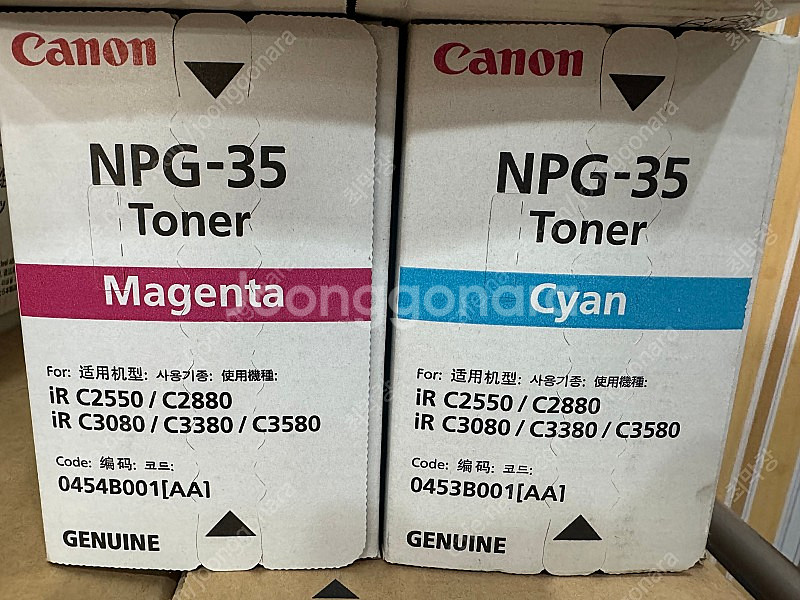 Canon
NPG-35
Toner
Magenta
For: 适用机型: 사용기종: 使用機種:
iR C2550 / C2880
iR C3080 / C3380 / C3580
Code: 编码: 코드:
0454B001[AA]
GENUINE
Canon
NPG-35
Toner
Cyan
For: 适用机型: 사용기종: 使用機種:
iR C2550 / C2880
iR C3080 / C3380 / C3580
Code: 编码: 코드:
0453B001[AA]
GENUINE
joonggonara